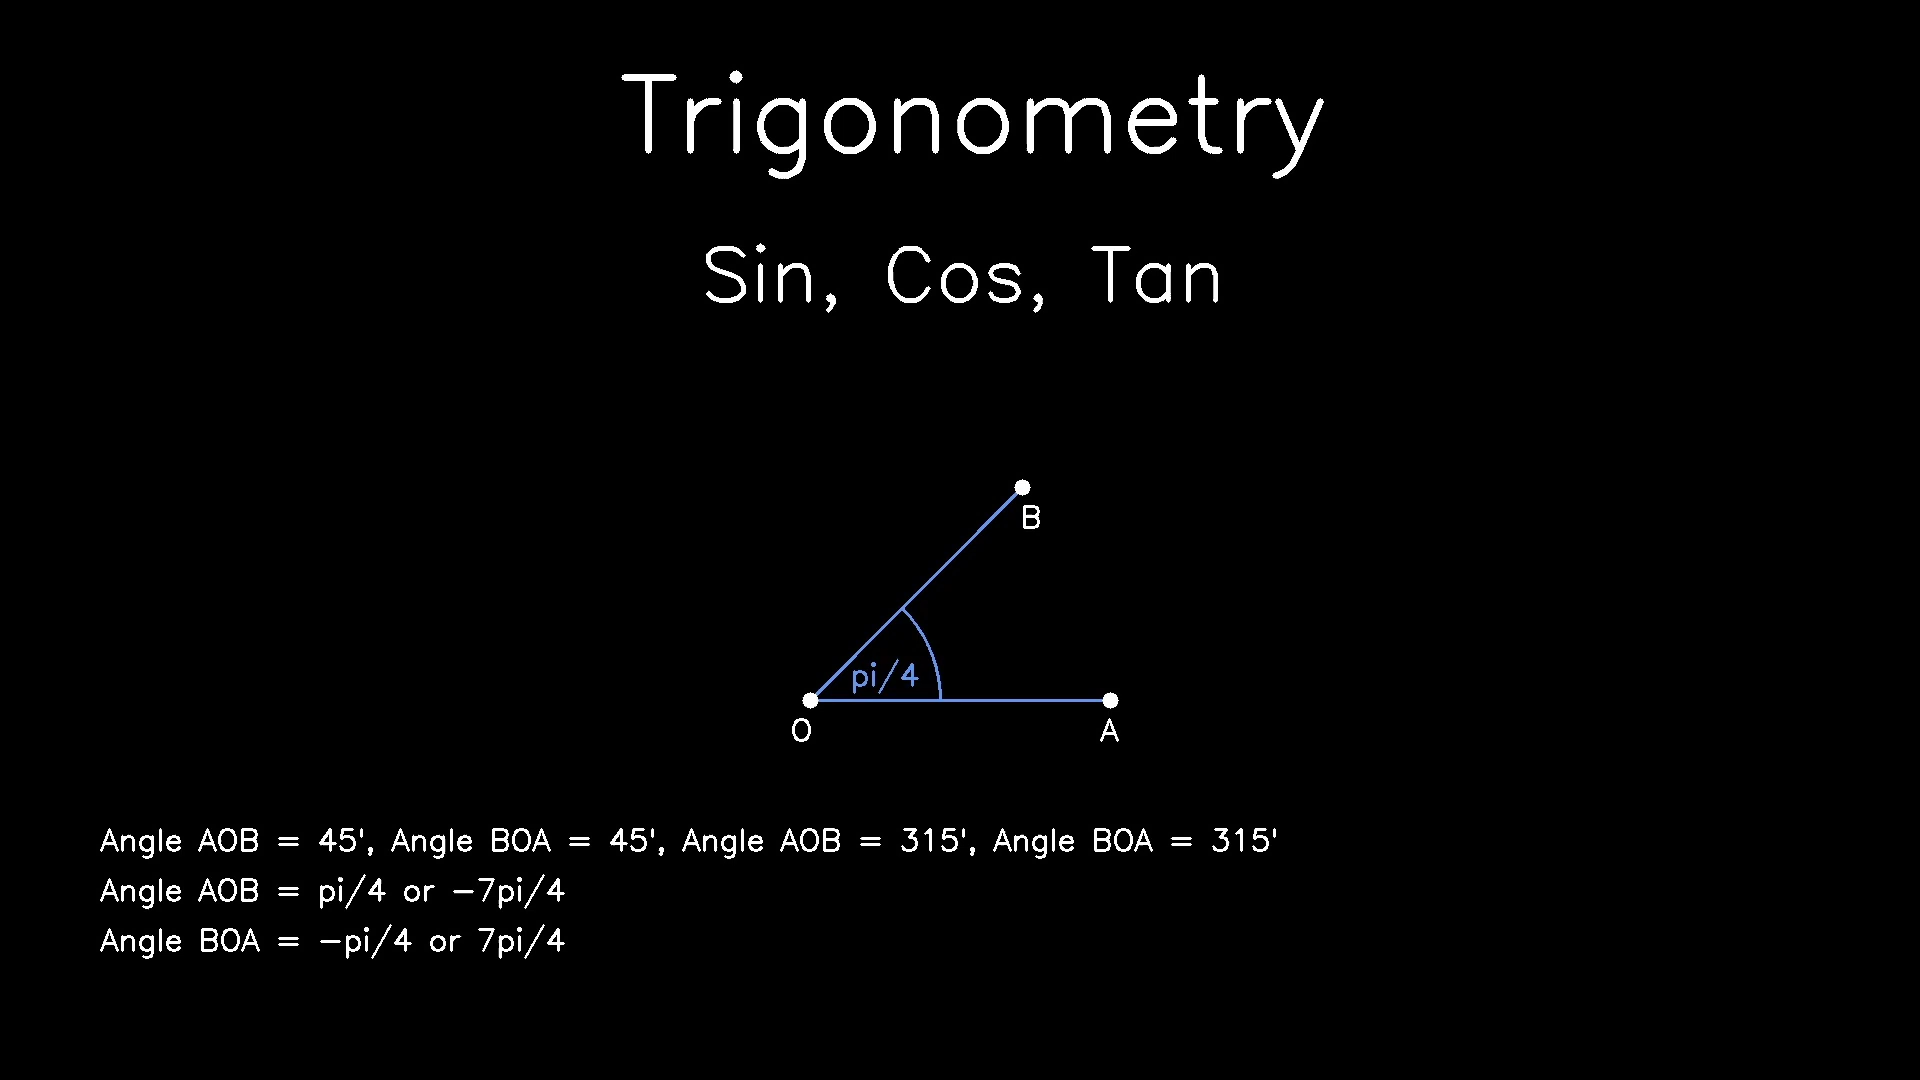 Trigonometry
Sin, Cos, Tan
B
pi/4
O
A
Angle AOB = 45', Angle BOA = 45', Angle AOB = 315', Angle BOA = 315'
Angle AOB = pi/4 or -7pi/4
Angle BOA = -pi/4 or 7pi/4